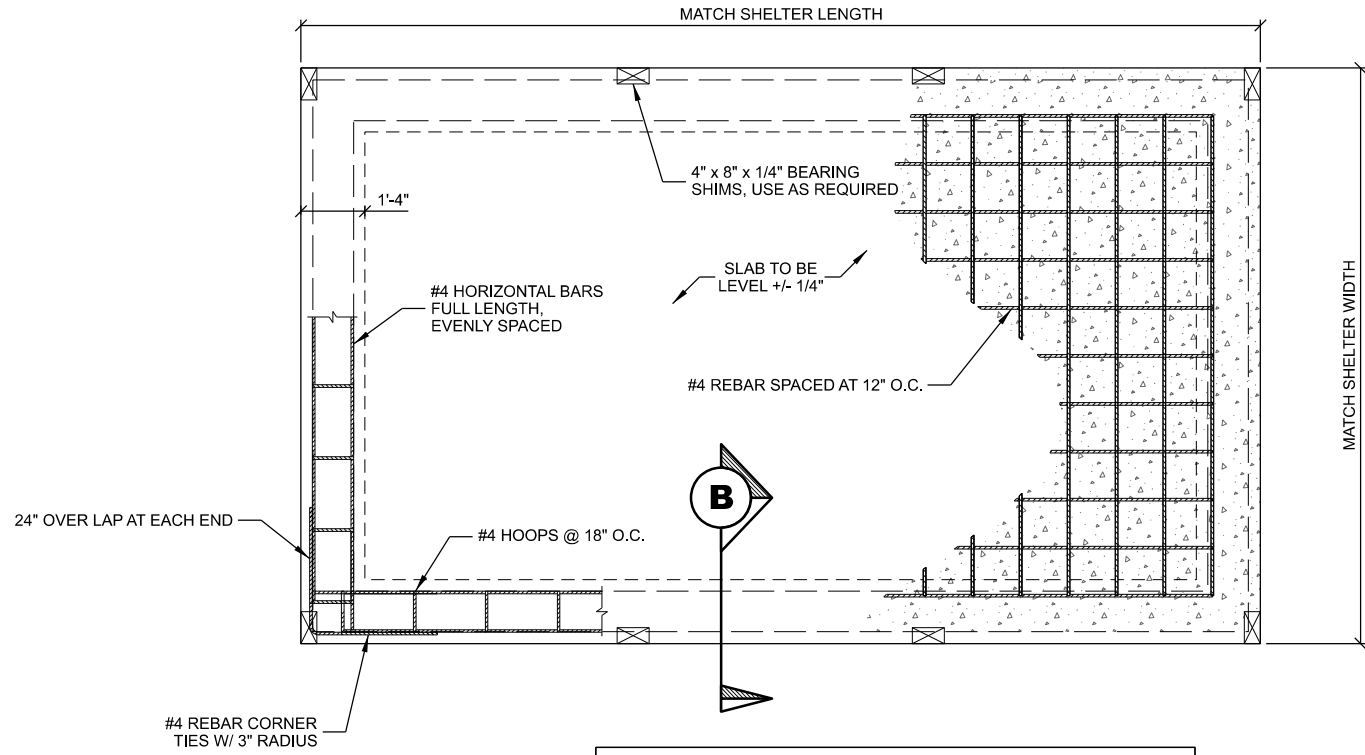 MATCH SHELTER LENGTH
4" x 8" x 1/4" BEARING
SHIMS, USE AS REQUIRED
1'-4"
SLAB TO BE
LEVEL +/- 1/4"
#4 HORIZONTAL BARS
FULL LENGTH,
EVENLY SPACED
MATCH SHELTER WIDTH
#4 REBAR SPACED AT 12" O.C.
B
24" OVER LAP AT EACH END
#4 HOOPS @ 18" O.C.
#4 REBAR CORNER
TIES W/ 3" RADIUS